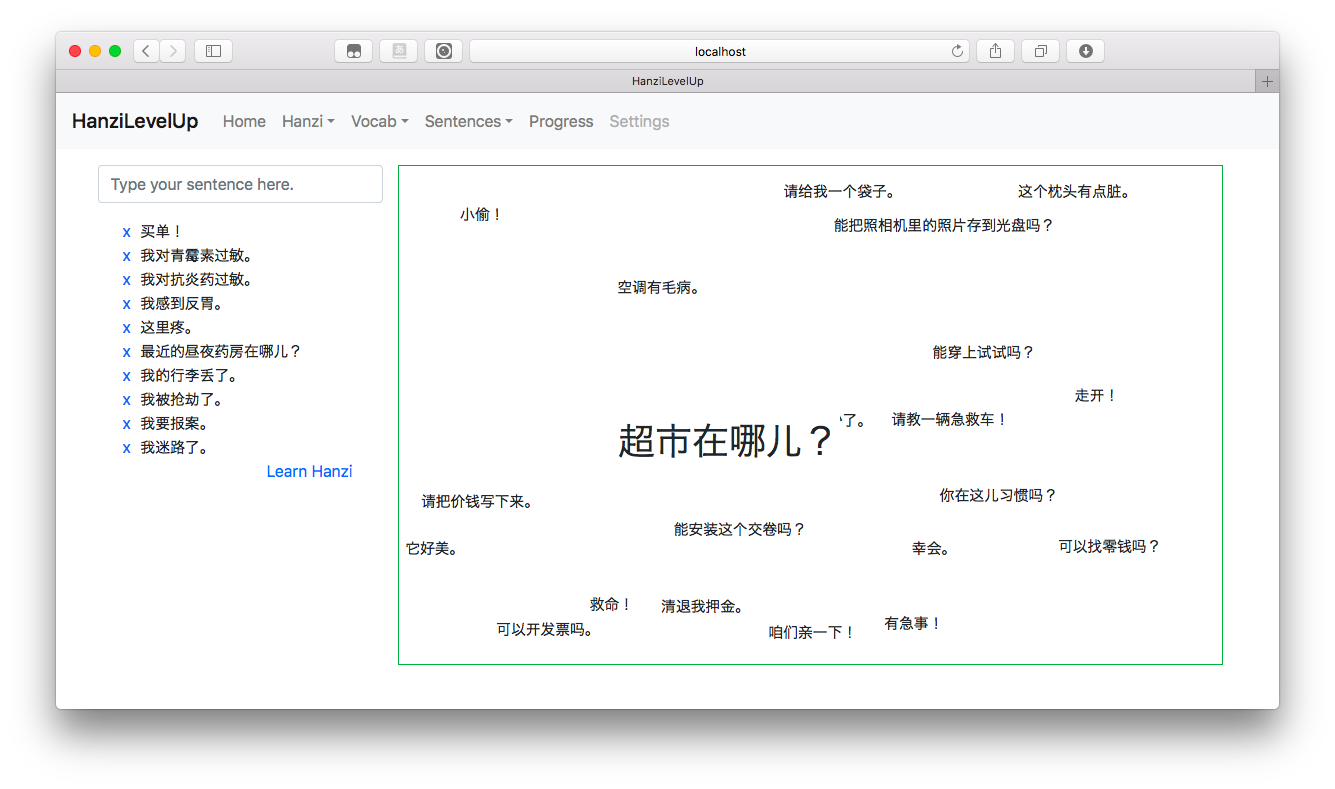 localhost
HanziLevelUp
HanziLevelUp Home Hanzi Vocab Sentences Progress Settings
Type your sentence here.
x 买单！
x 我对青霉素过敏。
x 我对抗炎药过敏。
x 我感到反胃。
x 这里疼。
x 最近的昼夜药房在哪儿？
x 我的行李丢了。
x 我被抢劫了。
x 我要报案。
x 我迷路了。
Learn Hanzi
请给我一个袋子。
这个枕头有点脏。
小偷！
能把照相机里的照片存到光盘吗？
空调有毛病。
能穿上试试吗？
走开！
了。
请教一辆急救车！
超市在哪儿？
你在这儿习惯吗？
请把价钱写下来。
能安装这个交卷吗？
它好美。
幸会。
可以找零钱吗？
救命！
清退我押金。
可以开发票吗。
咱们亲一下！
有急事！